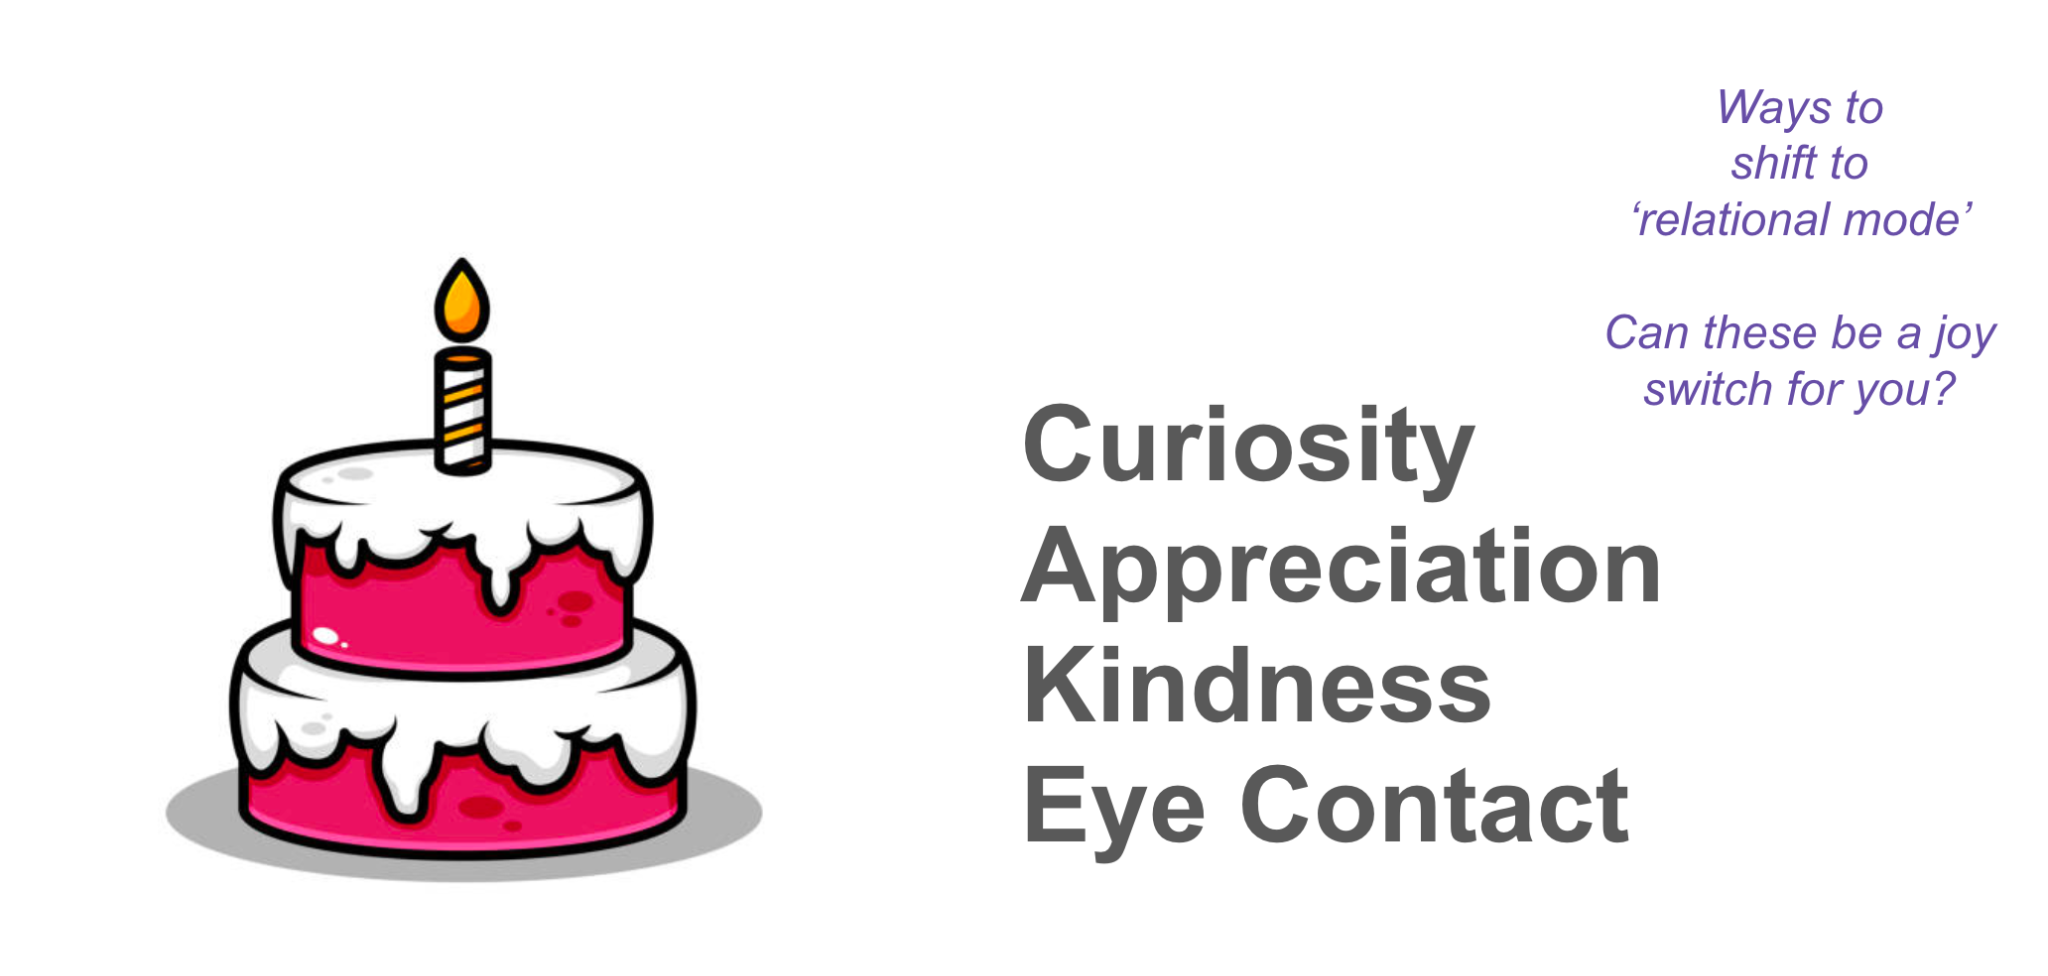 Ways to
shift to
‘relational mode’
Can these be a joy
switch for you?
Curiosity
Appreciation
Kindness
Eye Contact